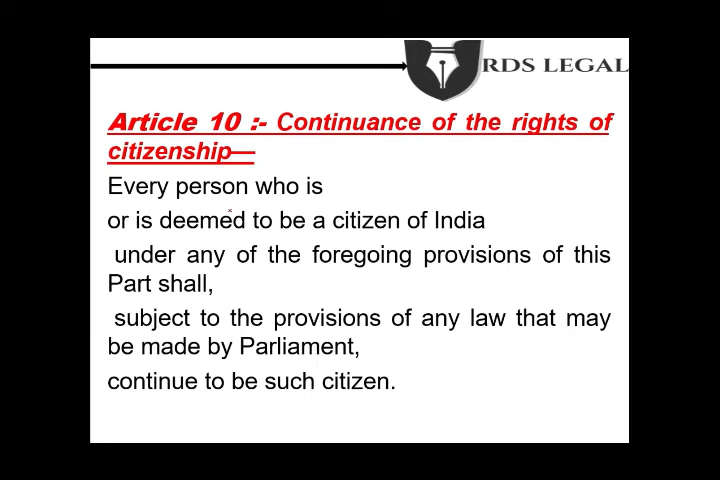 RDS LEGAL
Article 10 :- Continuance of the rights of
citizenship—
Every person who is
or is deemed to be a citizen of India
under any of the foregoing provisions of this
Part shall,
subject to the provisions of any law that may
be made by Parliament,
continue to be such citizen.